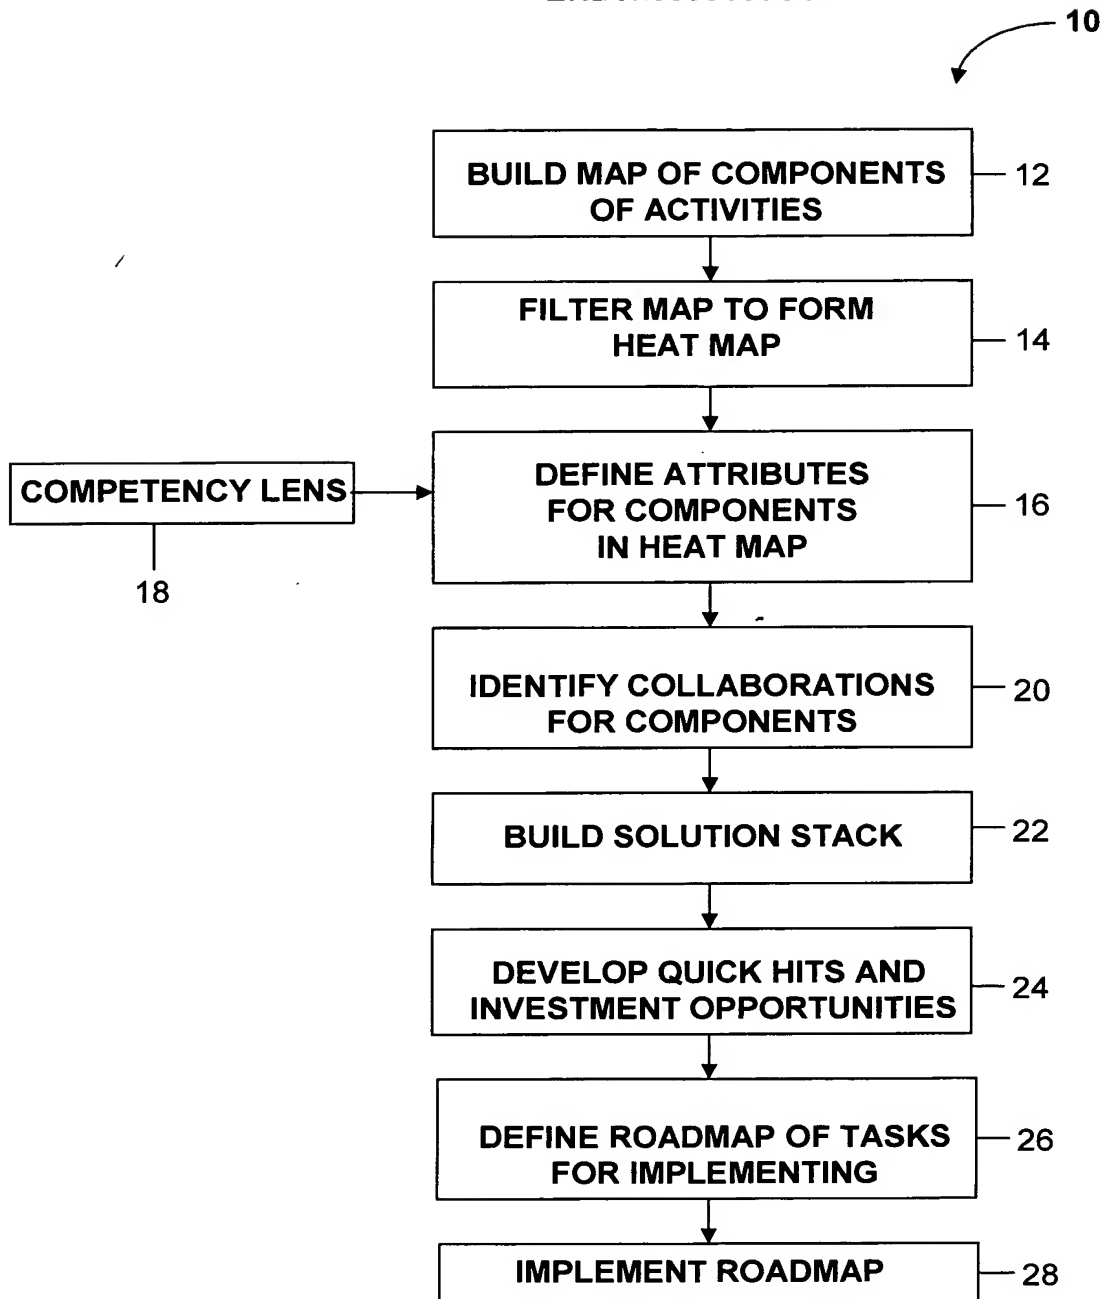 10
BUILD MAP OF COMPONENTS
OF ACTIVITIES
12
FILTER MAP TO FORM
HEAT MAP
14
COMPETENCY LENS
18
DEFINE ATTRIBUTES
FOR COMPONENTS
IN HEAT MAP
16
IDENTIFY COLLABORATIONS
FOR COMPONENTS
20
BUILD SOLUTION STACK
22
DEVELOP QUICK HITS AND
INVESTMENT OPPORTUNITIES
24
DEFINE ROADMAP OF TASKS
FOR IMPLEMENTING
26
IMPLEMENT ROADMAP
28